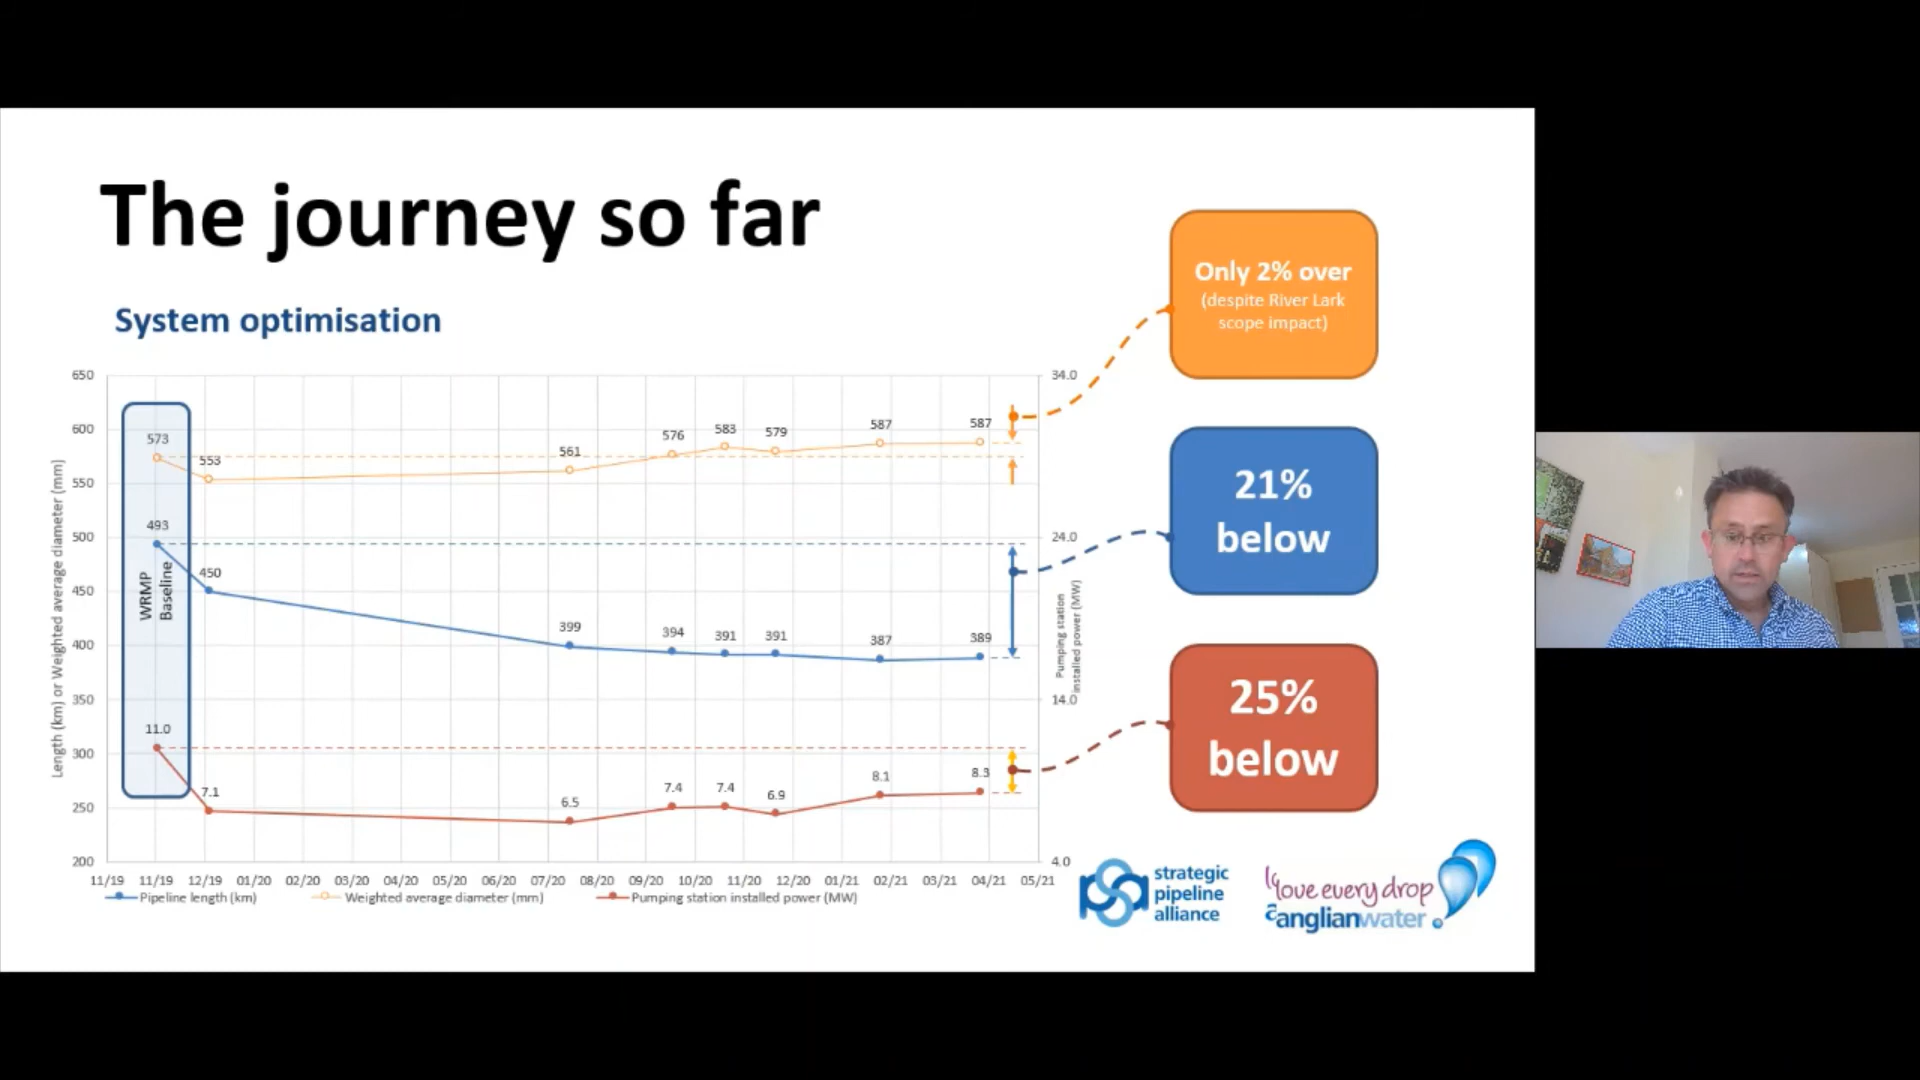 The journey so far
System optimisation
Only 2% over
(despite River Lark
scope impact)
21%
below
25%
below
Length (km) or Weighted average diameter (mm)
650
600
550
500
450
400
350
300
250
200
WRMP
Baseline
573
553
561
576
583
579
587
587
493
450
399
394
391
391
387
389
11.0
7.1
6.5
7.4
7.4
6.9
8.1
8.3
34.0
24.0
14.0
4.0
Pumping station
installed power (MW)
11/19 11/19 12/19 01/20 02/20 03/20 04/20 05/20 06/20 07/20 08/20 09/20 10/20 11/20 12/20 01/21 02/21 03/21 04/21 05/21
Pipeline length (km) Weighted average diameter (mm) Pumping station installed power (MW)
strategic
pipeline
alliance
love every drop
anglianwater